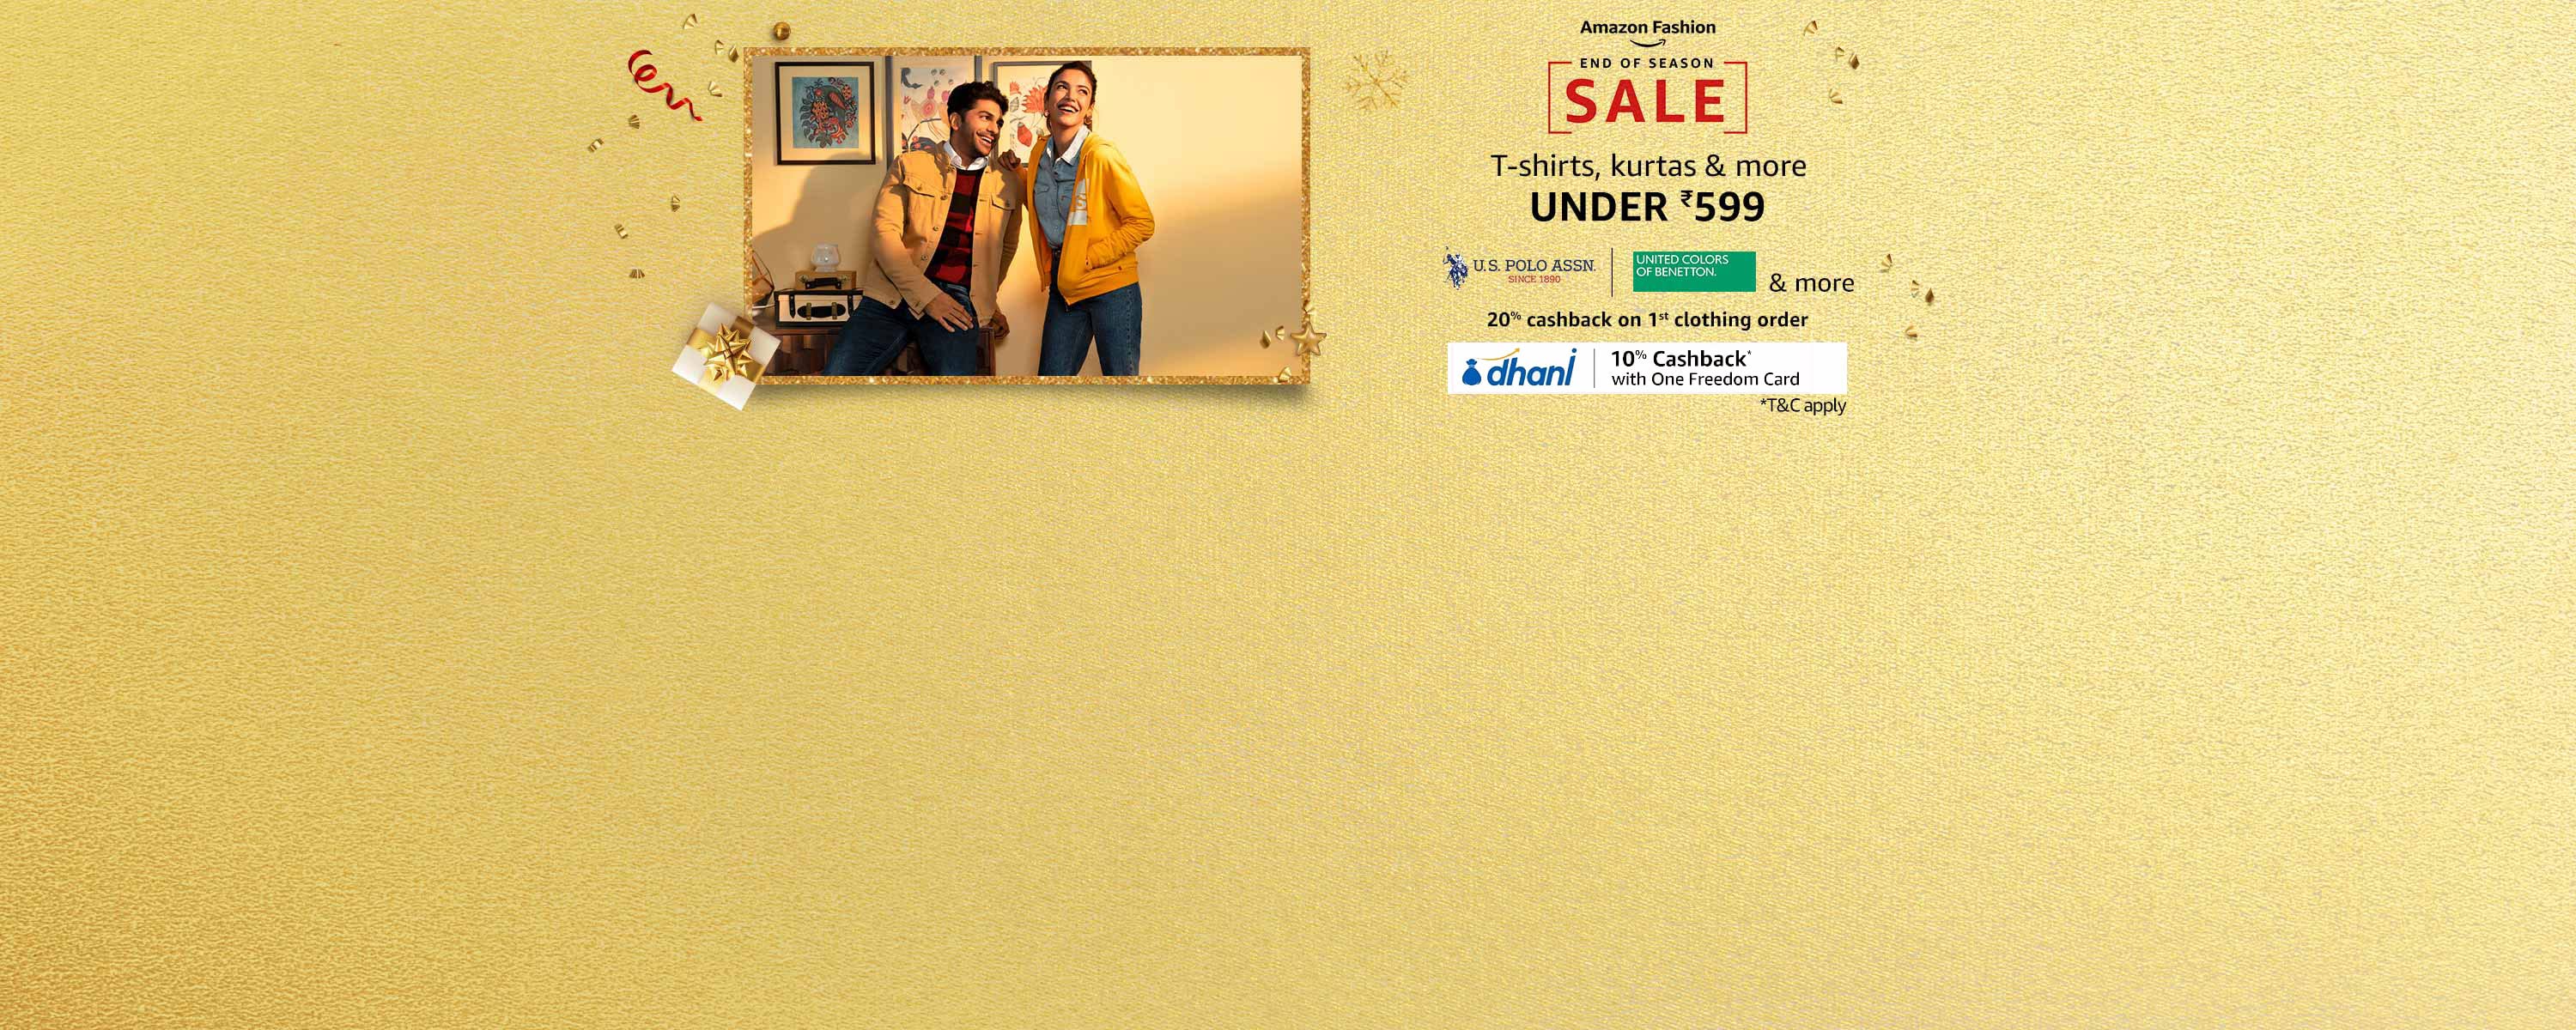 Amazon Fashion
END OF SEASON
SALE
T-shirts, kurtas & more
UNDER ₹599
U.S. POLO ASSN.
SINCE 1890
UNITED COLORS
OF BENETTON.
& more
20% cashback on 1st clothing order
dhani
10% Cashback*
with One Freedom Card
*T&C apply